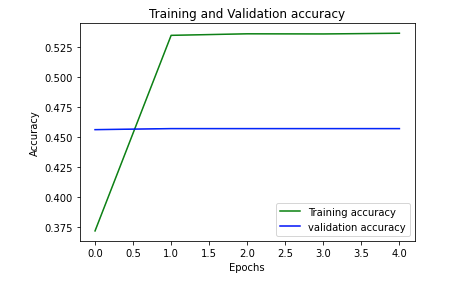 Training and Validation accuracy
Accuracy
0.525
0.500
0.475
0.450
0.425
0.400
0.375
Training accuracy
validation accuracy
0.0 0.5 1.0 1.5 2.0 2.5 3.0 3.5 4.0
Epochs